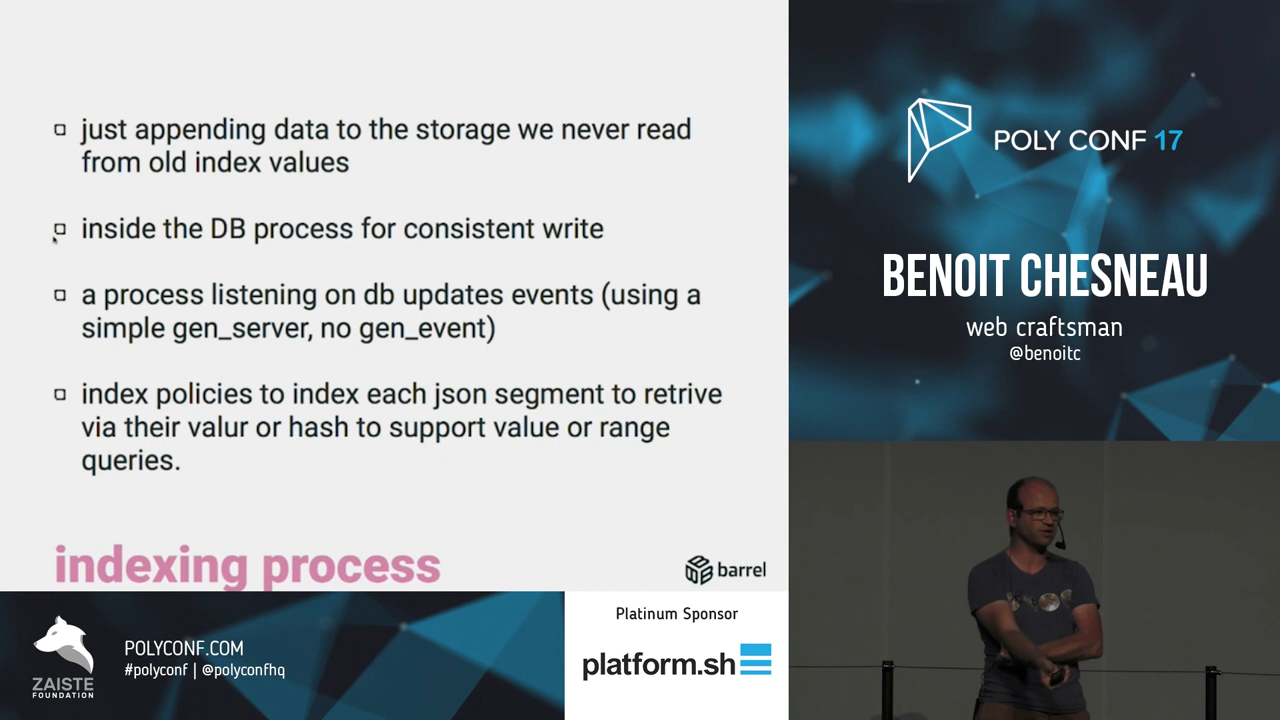 just appending data to the storage we never read
from old index values
inside the DB process for consistent write
a process listening on db updates events (using a
simple gen_server, no gen_event)
index policies to index each json segment to retrive
via their valur or hash to support value or range
queries.
indexing process
barrel
POLY CONF 17
BENOIT CHESNEAU
web craftsman
@benoitc
ZAISTE
FOUNDATION
POLYCONF.COM
#polyconf | @polyconfhq
Platinum Sponsor
platform.sh